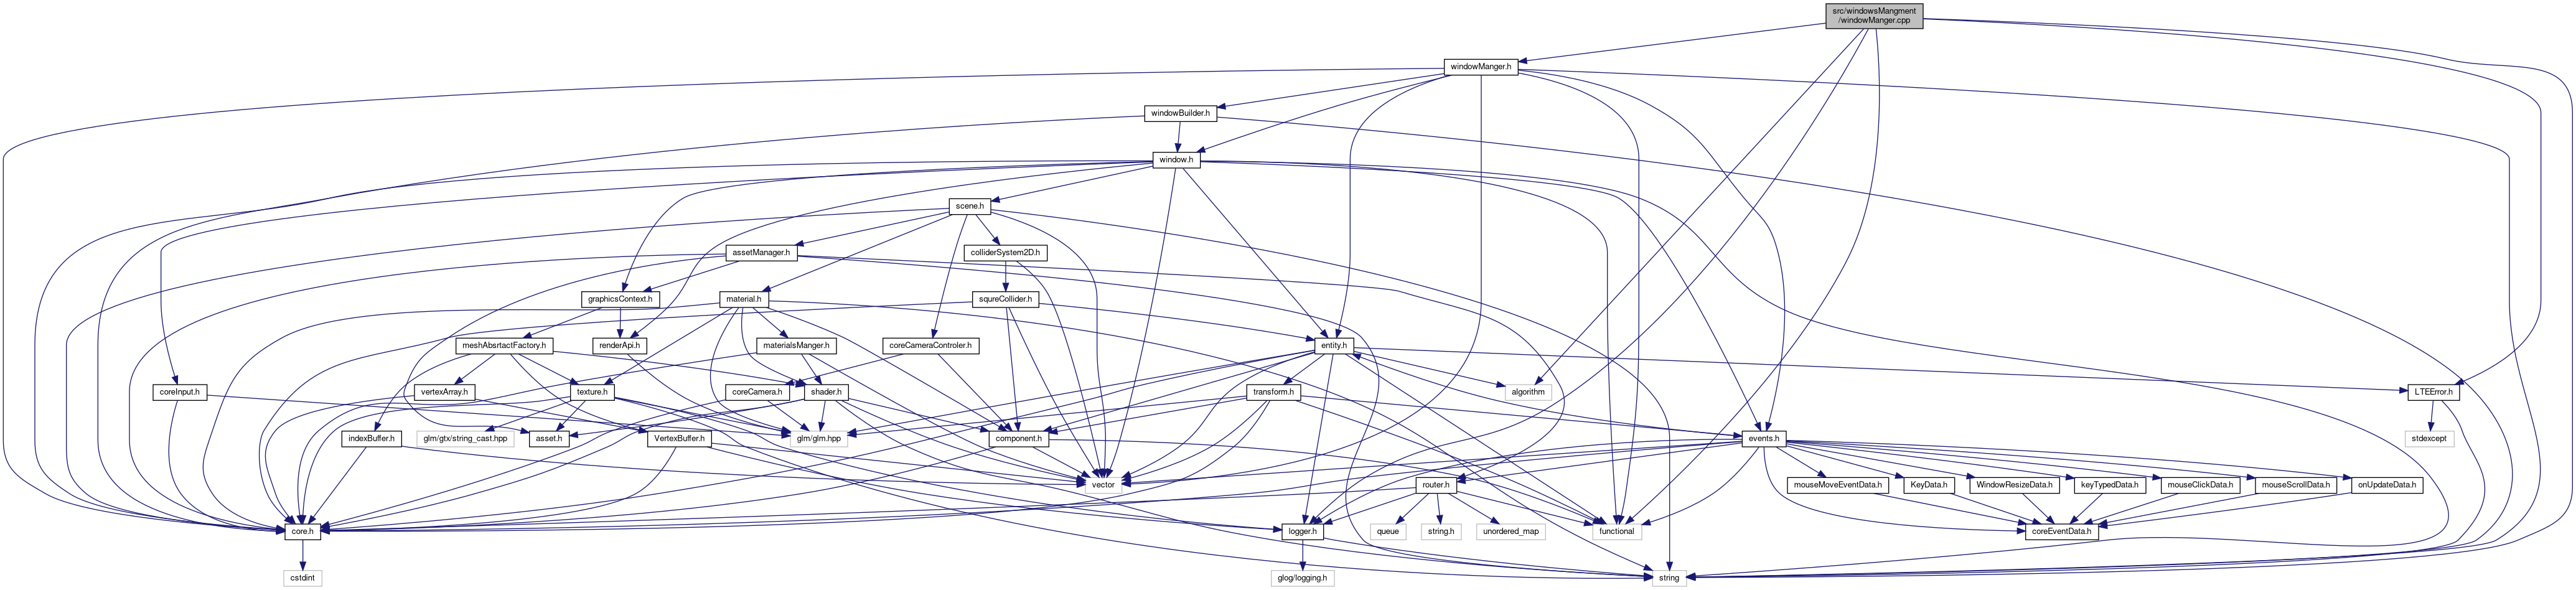 src/windowsMangment
/windowManger.cpp
windowManger.h
windowBuilder.h
window.h
scene.h
assetManager.h
colliderSystem2D.h
graphicsContext.h
material.h
squreCollider.h
meshAbsrtactFactory.h
renderApi.h
materialsManger.h
coreCameraControler.h
entity.h
coreInput.h
vertexArray.h
texture.h
coreCamera.h
shader.h
transform.h
algorithm
LTEError.h
indexBuffer.h
glm/gtx/string_cast.hpp
asset.h
VertexBuffer.h
glm/glm.hpp
component.h
events.h
stdexcept
vector
router.h
mouseMoveEventData.h
KeyData.h
WindowResizeData.h
keyTypedData.h
mouseClickData.h
mouseScrollData.h
onUpdateData.h
core.h
logger.h
queue
string.h
unordered_map
functional
coreEventData.h
cstdint
glog/logging.h
string